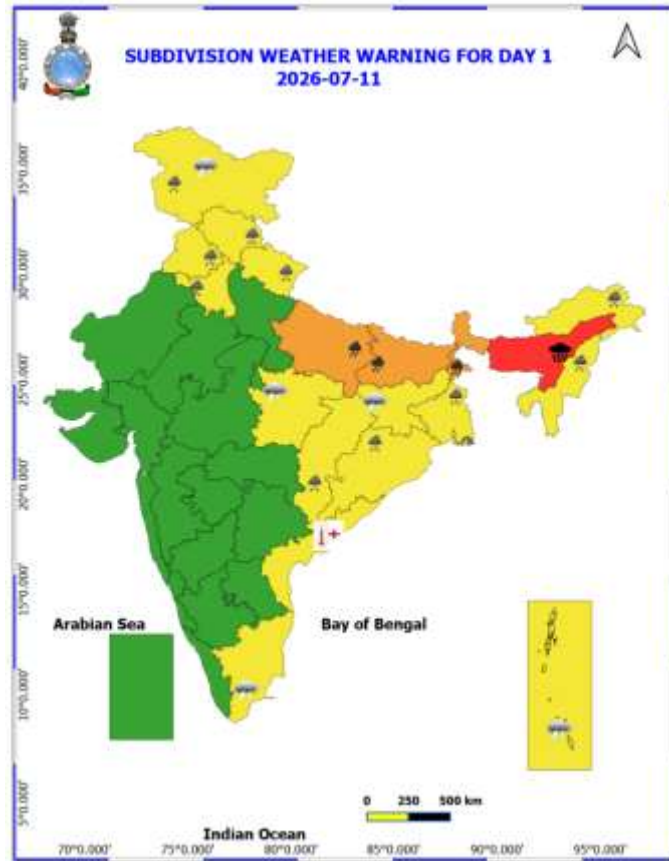 SUBDIVISION WEATHER WARNING FOR DAY 1
2026-07-11
40°0.000'
35°0.000'
30°0.000'
25°0.000'
20°0.000'
15°0.000'
10°0.000'
5°0.000'
Arabian Sea
Bay of Bengal
0 250 500 km
Indian Ocean
70°0.000' 75°0.000' 80°0.000' 85°0.000' 90°0.000' 95°0.000'